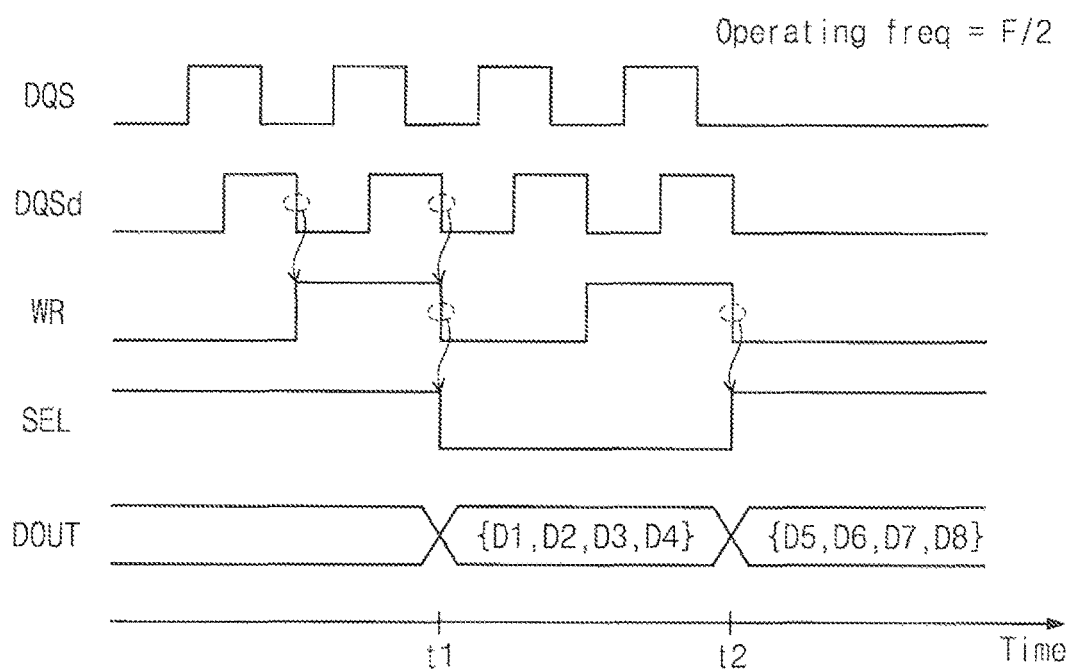 Operating freq = F/2
DQS
DQSd
WR
SEL
DOUT {D1,D2,D3,D4} {D5,D6,D7,D8}
t1 t2 Time